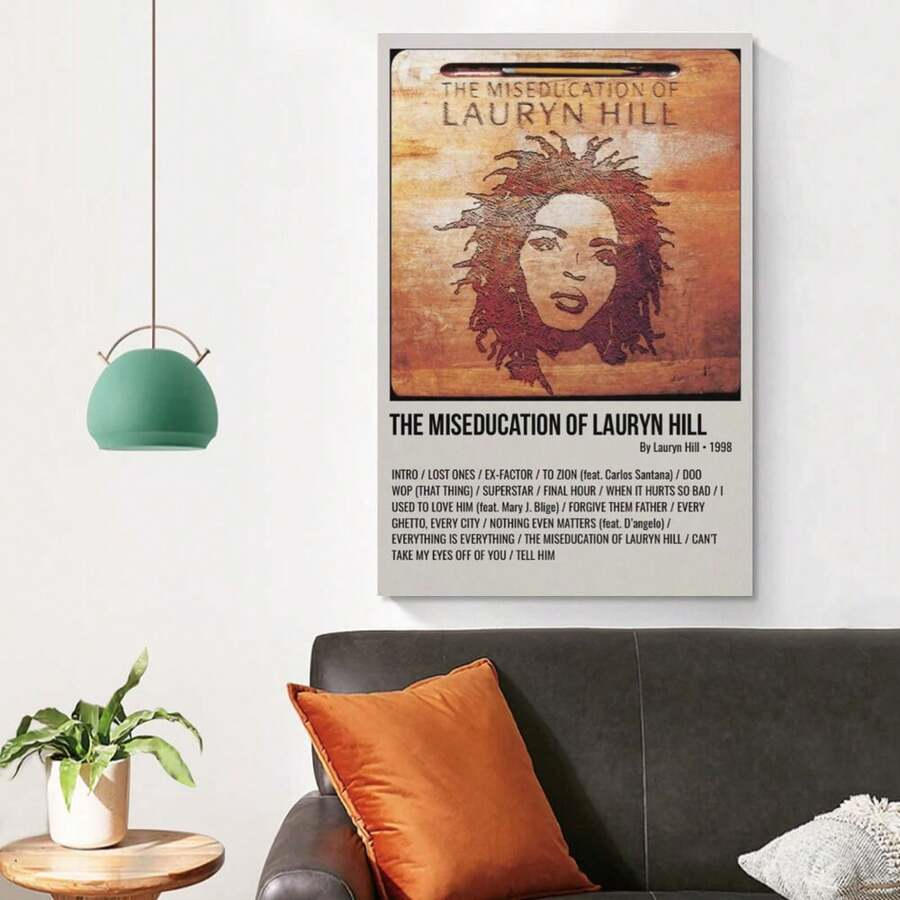 THE MISEDUCATION OF
LAURYN HILL
THE MISEDUCATION OF LAURYN HILL
By Lauryn Hill • 1998
INTRO / LOST ONES / EX-FACTOR / TO ZION (feat. Carlos Santana) / DOO
WOP (THAT THING) / SUPERSTAR / FINAL HOUR / WHEN IT HURTS SO BAD / I
USED TO LOVE HIM (feat. Mary J. Blige) / FORGIVE THEM FATHER / EVERY
GHETTO, EVERY CITY / NOTHING EVEN MATTERS (feat. D'angelo) /
EVERYTHING IS EVERYTHING / THE MISEDUCATION OF LAURYN HILL / CAN'T
TAKE MY EYES OFF OF YOU / TELL HIM